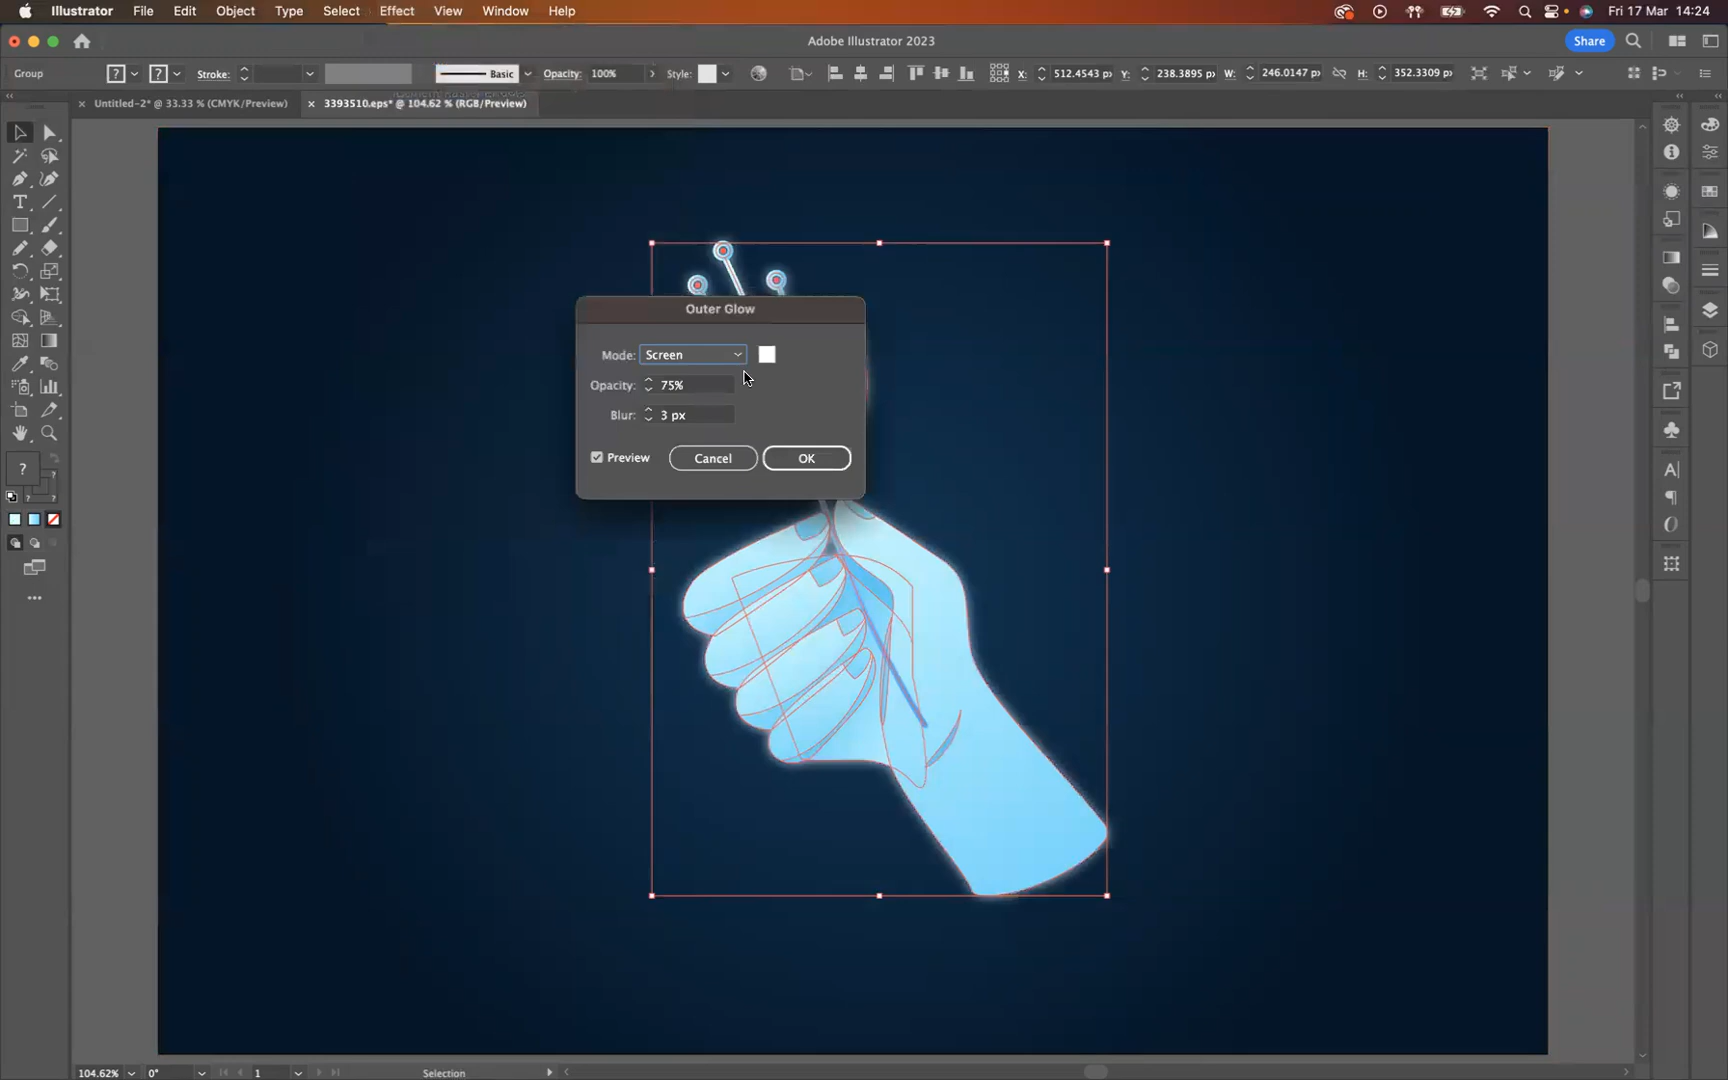 Illustrator File Edit Object Type Select Effect View Window Help Fri 17 Mar 14:24
Adobe Illustrator 2023 Share
Group ? ? Stroke: Basic Opacity: 100% Style: X: 512.4543 p Y: 238.3895 p W: 246.0147 p H: 352.3309 p
× Untitled-2* @ 33.33 % (CMYK/Preview) × 3393510.eps* @ 104.62 % (RGB/Preview)
Outer Glow
Mode: Screen
Opacity: 75%
Blur: 3 px
Preview Cancel OK
?
104.62% 0° 1 Selection